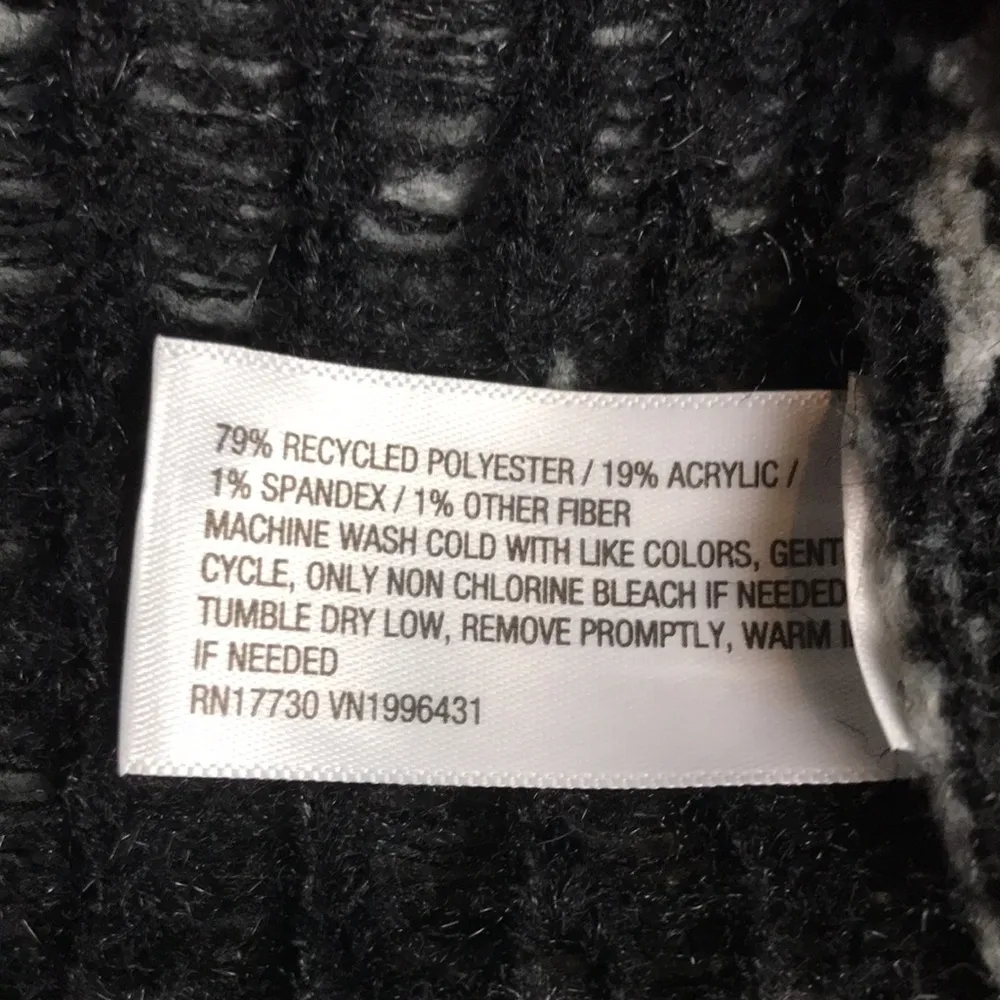 79% RECYCLED POLYESTER / 19% ACRYLIC /
1% SPANDEX / 1% OTHER FIBER
MACHINE WASH COLD WITH LIKE COLORS, GENT
CYCLE, ONLY NON CHLORINE BLEACH IF NEEDED
TUMBLE DRY LOW, REMOVE PROMPTLY, WARM
IF NEEDED
RN17730 VN1996431